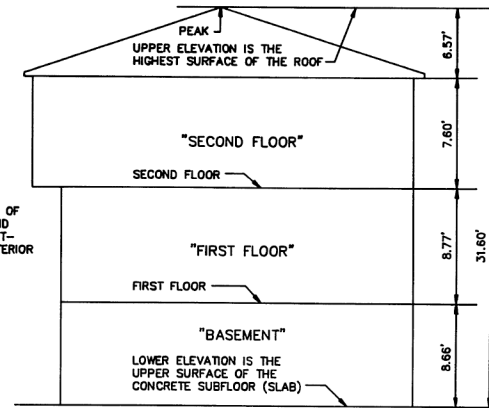 PEAK
UPPER ELEVATION IS THE
HIGHEST SURFACE OF THE ROOF
6.57'
"SECOND FLOOR"
7.60'
SECOND FLOOR
OF
"FIRST FLOOR"
8.77'
31.60'
FIRST FLOOR
"BASEMENT"
8.66'
LOWER ELEVATION IS THE
UPPER SURFACE OF THE
CONCRETE SUBFLOOR (SLAB)